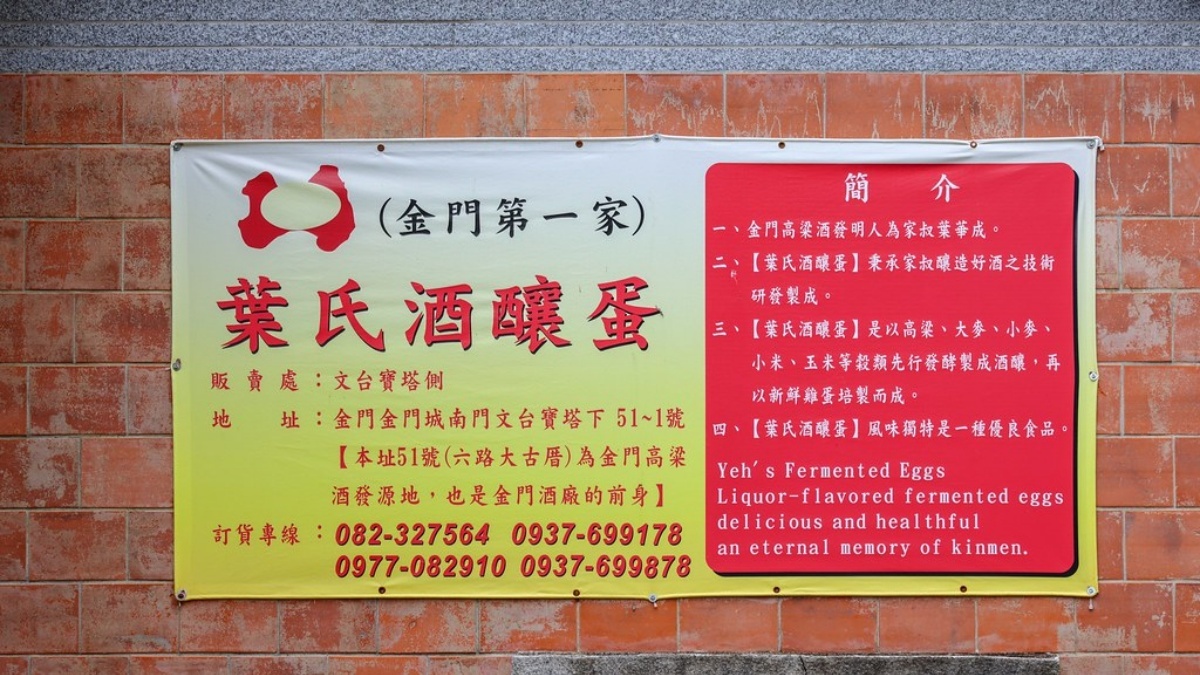 (金門第一家)
葉氏酒釀蛋
販賣處：文台寶塔側
地址：金門金門城南門文台寶塔下 51~1號
【本址51號(六路大古厝)為金門高梁
酒發源地，也是金門酒廠的前身】
訂貨專線：082-327564 0937-699178
0977-082910 0937-699878
簡介
一、金門高梁酒發明人為家叔葉華成。
二、【葉氏酒釀蛋】秉承家叔釀造好酒之技術
研發製成。
三、【葉氏酒釀蛋】是以高梁、大麥、小麥、
小米、玉米等穀類先行發酵製成酒釀，再
以新鮮雞蛋培製而成。
四、【葉氏酒釀蛋】風味獨特是一種優良食品。
Yeh's Fermented Eggs
Liquor-flavored fermented eggs
delicious and healthful
an eternal memory of kinmen.